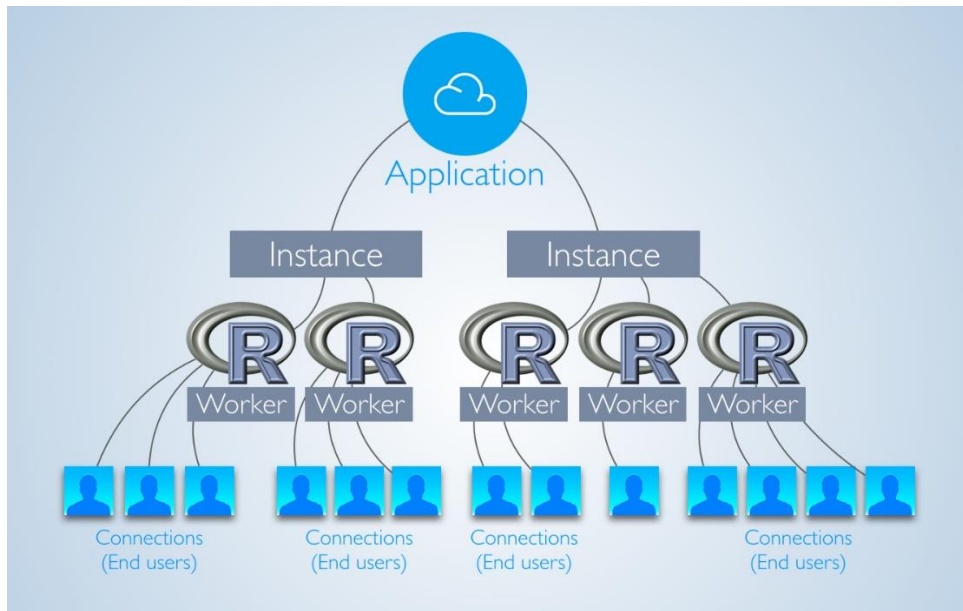 Application
Instance Instance
R R R R R
Worker Worker Worker Worker Worker
Connections Connections Connections Connections
(End users) (End users) (End users) (End users)